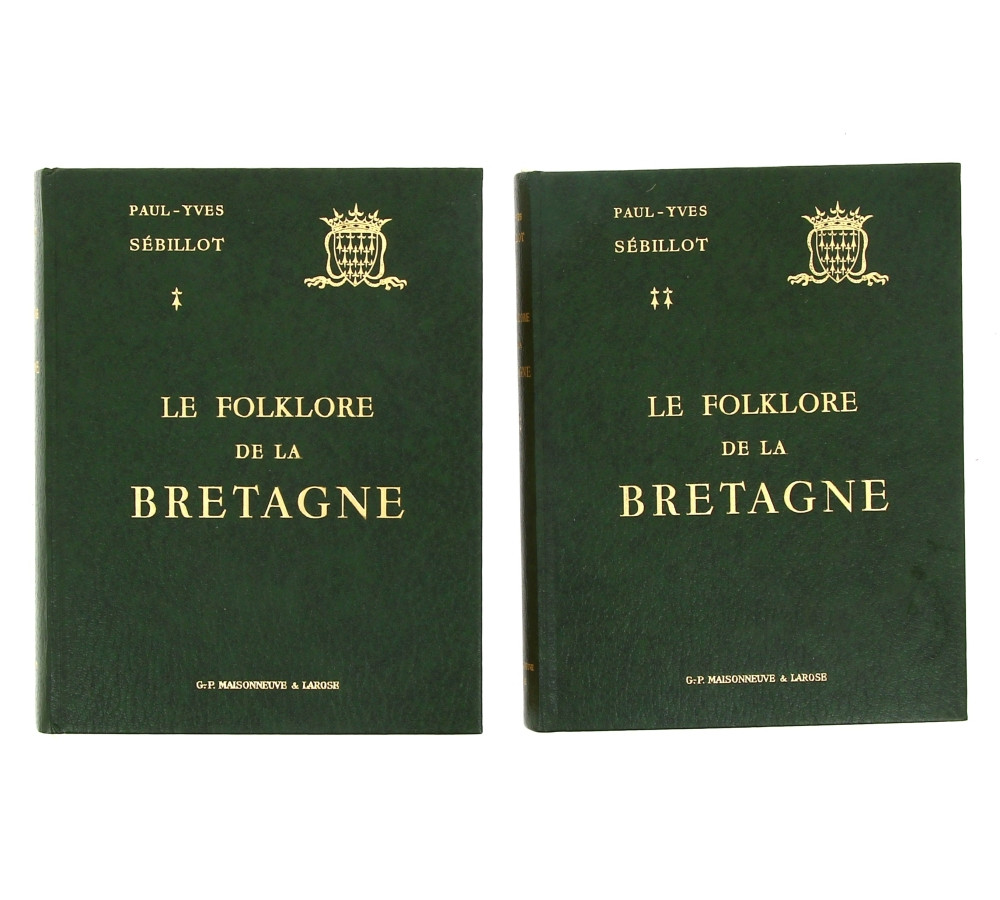 PAUL-YVES
SÉBILLOT
LE FOLKLORE
DE LA
BRETAGNE
G.-P. MAISONNEUVE & LAROSE
PAUL-YVES
SÉBILLOT
LE FOLKLORE
DE LA
BRETAGNE
G.-P. MAISONNEUVE & LAROSE